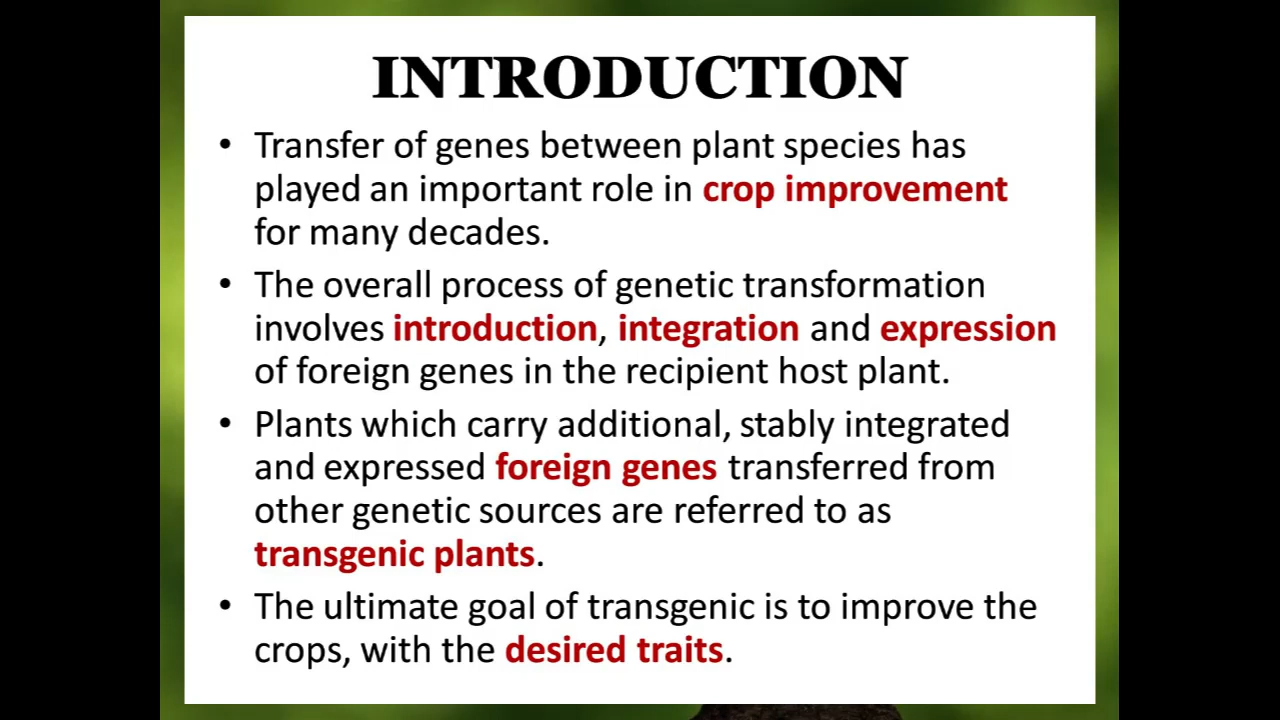 INTRODUCTION
• Transfer of genes between plant species has
played an important role in crop improvement
for many decades.
• The overall process of genetic transformation
involves introduction, integration and expression
of foreign genes in the recipient host plant.
• Plants which carry additional, stably integrated
and expressed foreign genes transferred from
other genetic sources are referred to as
transgenic plants.
• The ultimate goal of transgenic is to improve the
crops, with the desired traits.